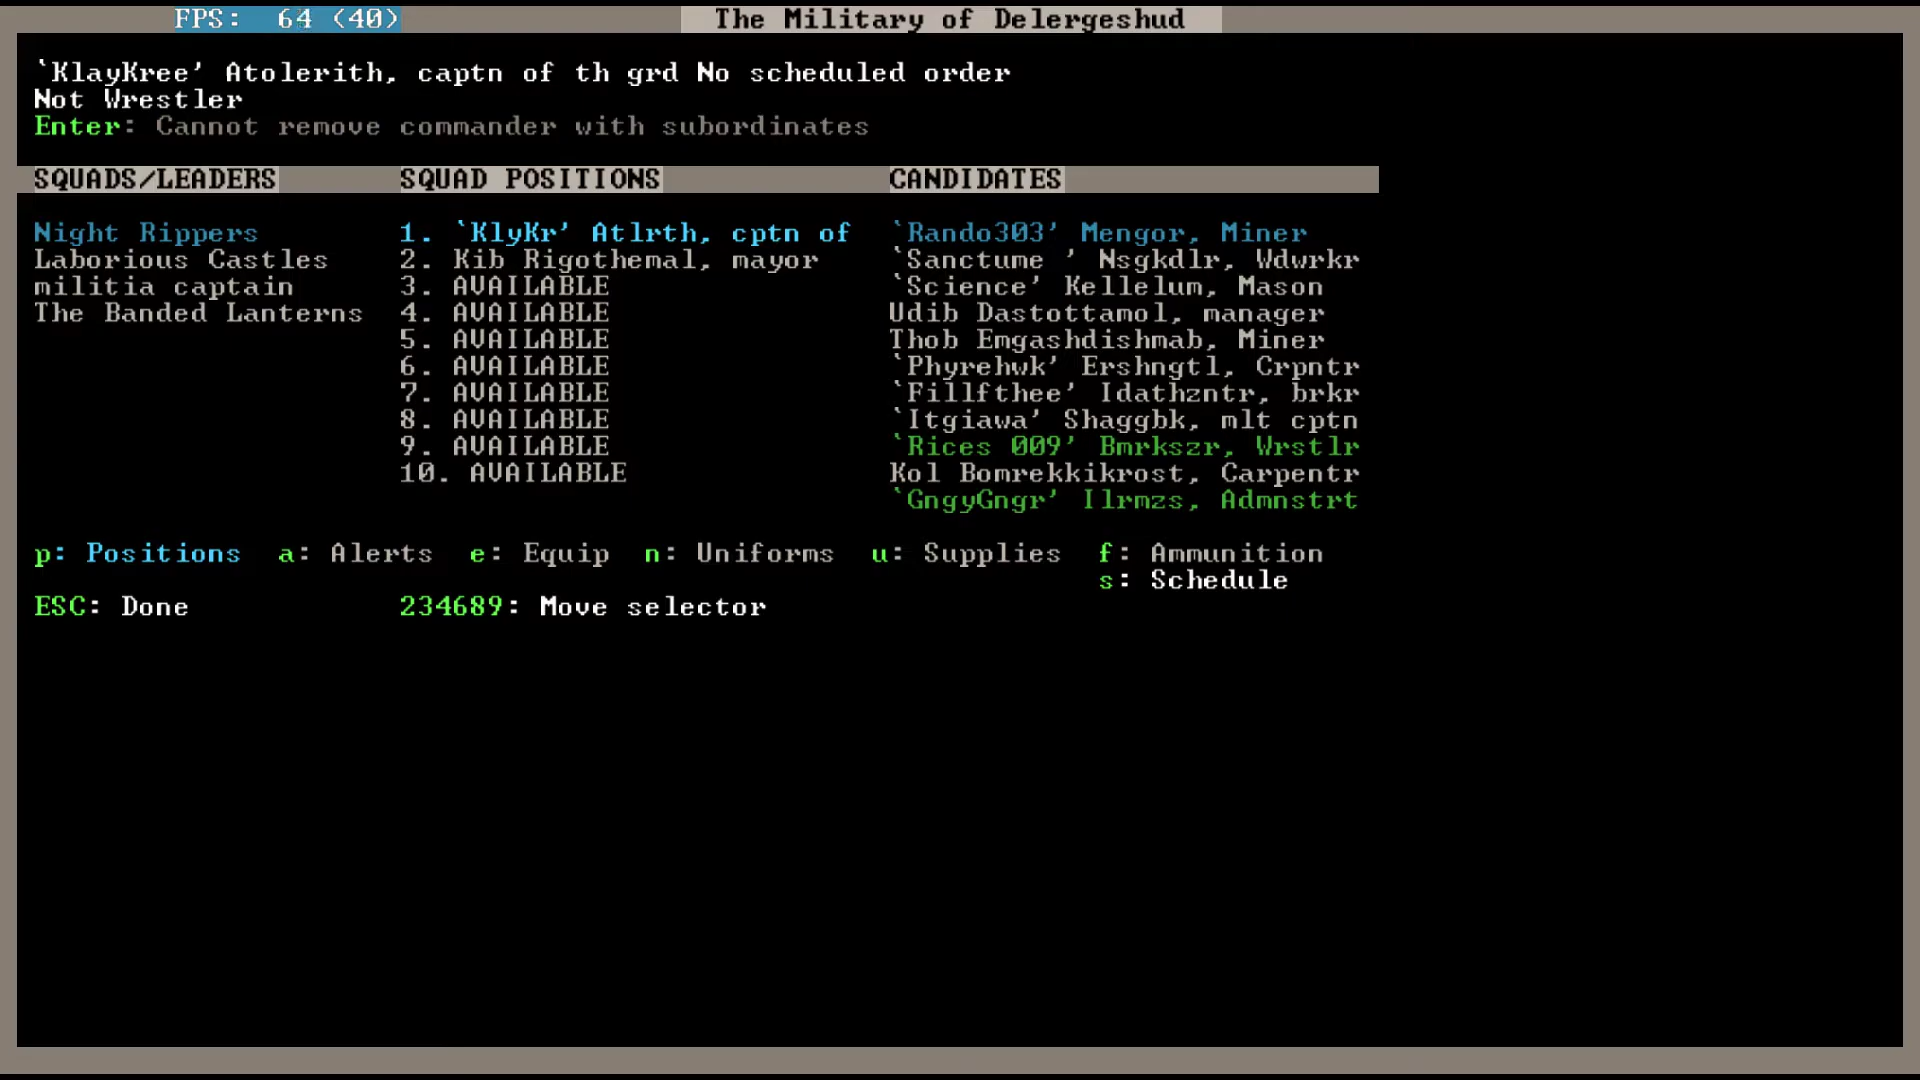 FPS: 64 (40) The Military of Delergeshud
`KlayKree' Atolerith, captn of th grd No scheduled order
Not Wrestler
Enter: Cannot remove commander with subordinates
SQUADS/LEADERS SQUAD POSITIONS CANDIDATES
Night Rippers 1. `KlyKr' Atlrth, cptn of `Rando303' Mengor, Miner
Laborious Castles 2. Kib Rigothemal, mayor `Sanctume ' Nsgkdlr, Wdwrkr
militia captain 3. AVAILABLE `Science' Kellelum, Mason
The Banded Lanterns 4. AVAILABLE Udib Dastottamol, manager
5. AVAILABLE Thob Emgashdishmab, Miner
6. AVAILABLE `Phyrehwk' Ershngtl, Crpntr
7. AVAILABLE `Fillfthee' Idathzntr, brkr
8. AVAILABLE `Itgiawa' Shaggbk, mlt cptn
9. AVAILABLE `Rices 009' Bmrkszr, Wrstlr
10. AVAILABLE Kol Bomrekkikrost, Carpentr
`GngyGngr' Ilrmzs, Admnstrt
p: Positions a: Alerts e: Equip n: Uniforms u: Supplies f: Ammunition
s: Schedule
ESC: Done 234689: Move selector